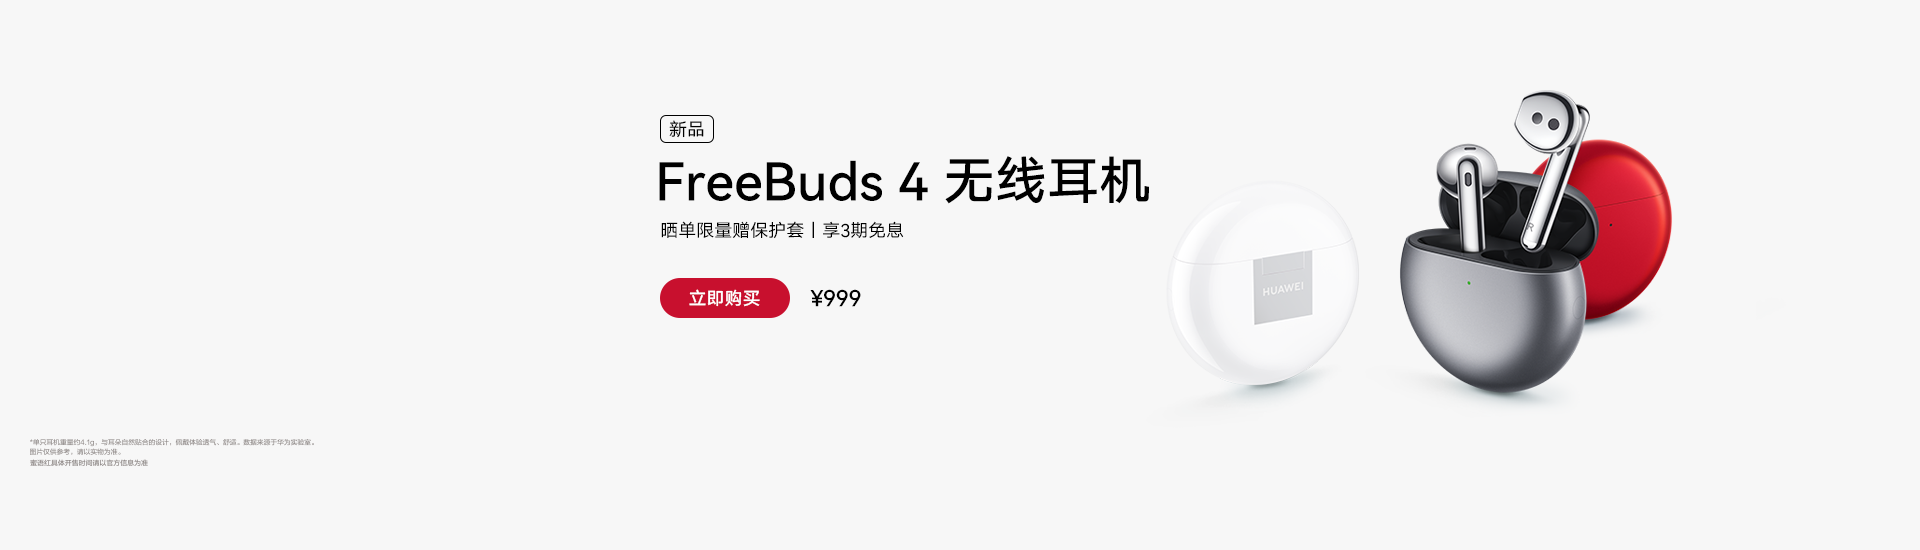 新品
FreeBuds 4 无线耳机
晒单限量赠保护套丨享3期免息
立即购买 ¥999
HUAWEI
R
*单只耳机重量约4.1g，与耳朵自然贴合的设计，佩戴体验透气、舒适。数据来源于华为实验室。
图片仅供参考，请以实物为准。
蜜语红具体开售时间请以官方信息为准